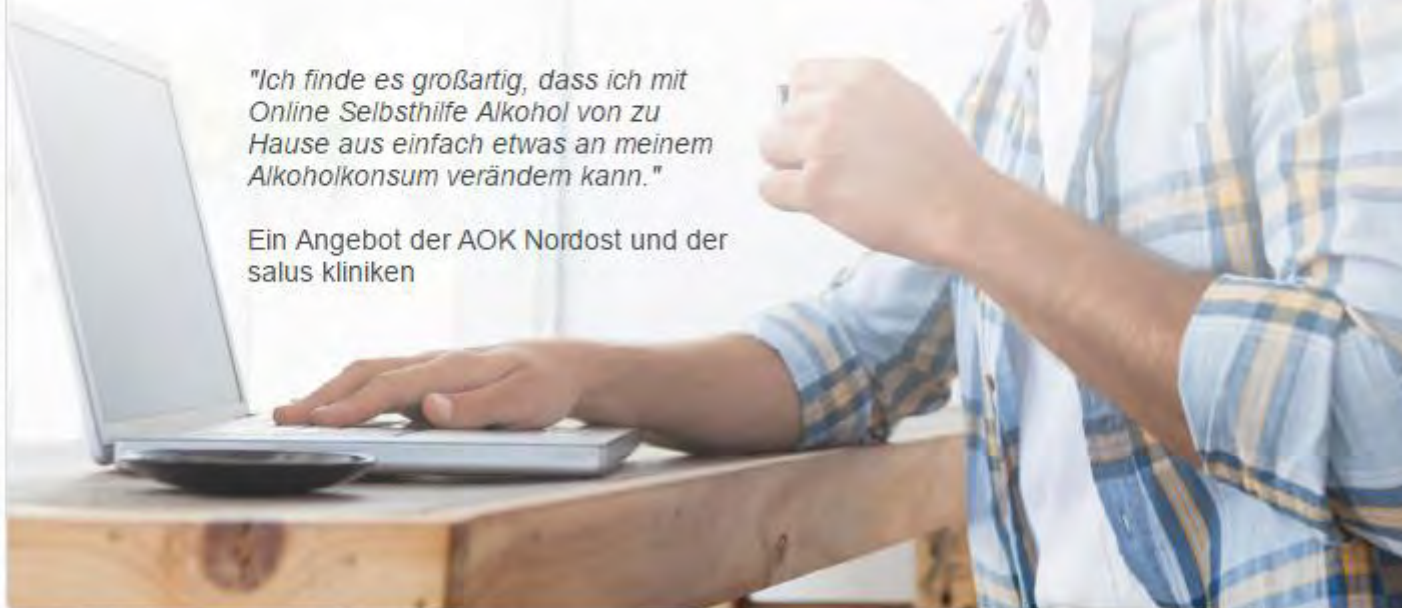 "Ich finde es großartig, dass ich mit
Online Selbsthilfe Alkohol von zu
Hause aus einfach etwas an meinem
Alkoholkonsum verändern kann."
Ein Angebot der AOK Nordost und der
salus kliniken